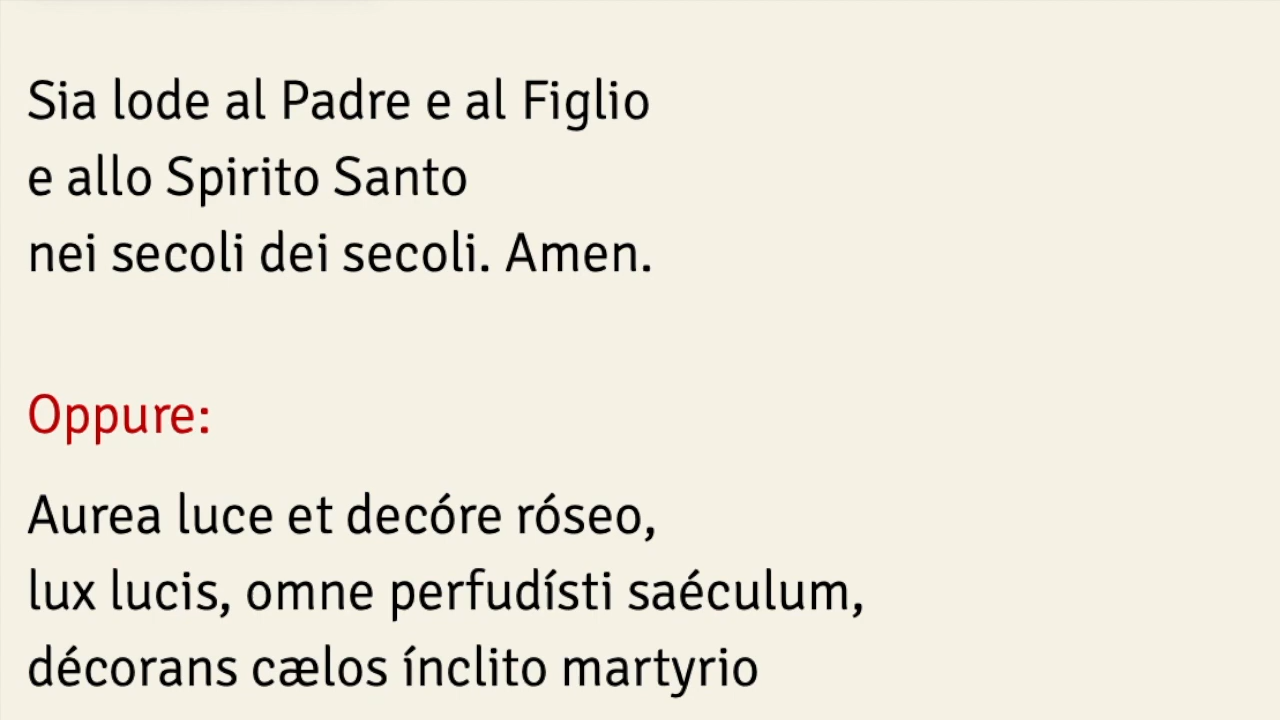 Sia lode al Padre e al Figlio
e allo Spirito Santo
nei secoli dei secoli. Amen.
Oppure:
Aurea luce et decóre róseo,
lux lucis, omne perfudísti saéculum,
décorans cælos ínclito martyrio